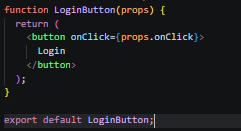 function LoginButton(props) {
  return (
    <button onClick={props.onClick}>
      Login
    </button>
  );
}
export default LoginButton;